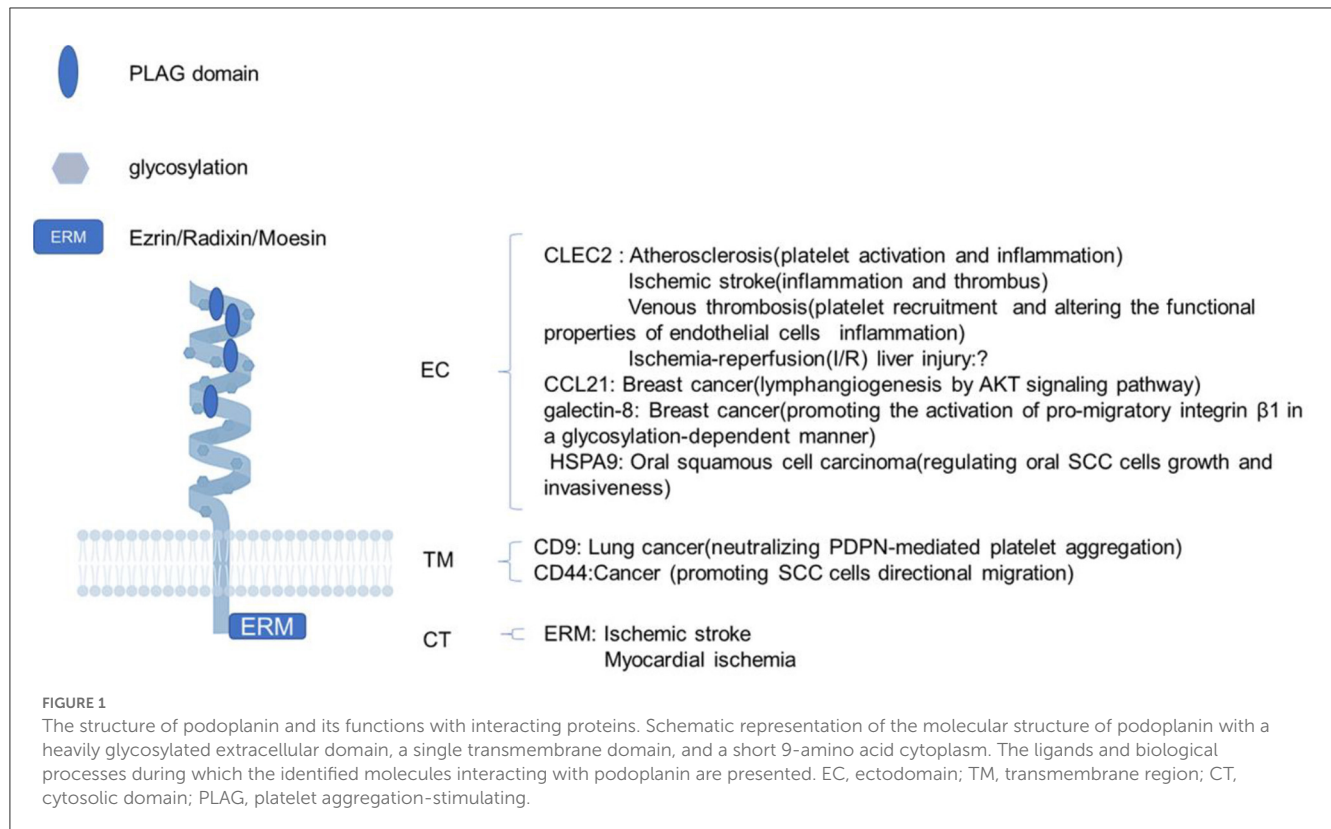 PLAG domain
glycosylation
ERM Ezrin/Radixin/Moesin
EC
CLEC2 : Atherosclerosis(platelet activation and inflammation)
Ischemic stroke(inflammation and thrombus)
Venous thrombosis(platelet recruitment and altering the functional
properties of endothelial cells inflammation)
Ischemia-reperfusion(I/R) liver injury:?
CCL21: Breast cancer(lymphangiogenesis by AKT signaling pathway)
galectin-8: Breast cancer(promoting the activation of pro-migratory integrin β1 in
a glycosylation-dependent manner)
HSPA9: Oral squamous cell carcinoma(regulating oral SCC cells growth and
invasiveness)
TM
CD9: Lung cancer(neutralizing PDPN-mediated platelet aggregation)
CD44:Cancer (promoting SCC cells directional migration)
ERM
CT
ERM: Ischemic stroke
Myocardial ischemia
FIGURE 1
The structure of podoplanin and its functions with interacting proteins. Schematic representation of the molecular structure of podoplanin with a
heavily glycosylated extracellular domain, a single transmembrane domain, and a short 9-amino acid cytoplasm. The ligands and biological
processes during which the identified molecules interacting with podoplanin are presented. EC, ectodomain; TM, transmembrane region; CT,
cytosolic domain; PLAG, platelet aggregation-stimulating.